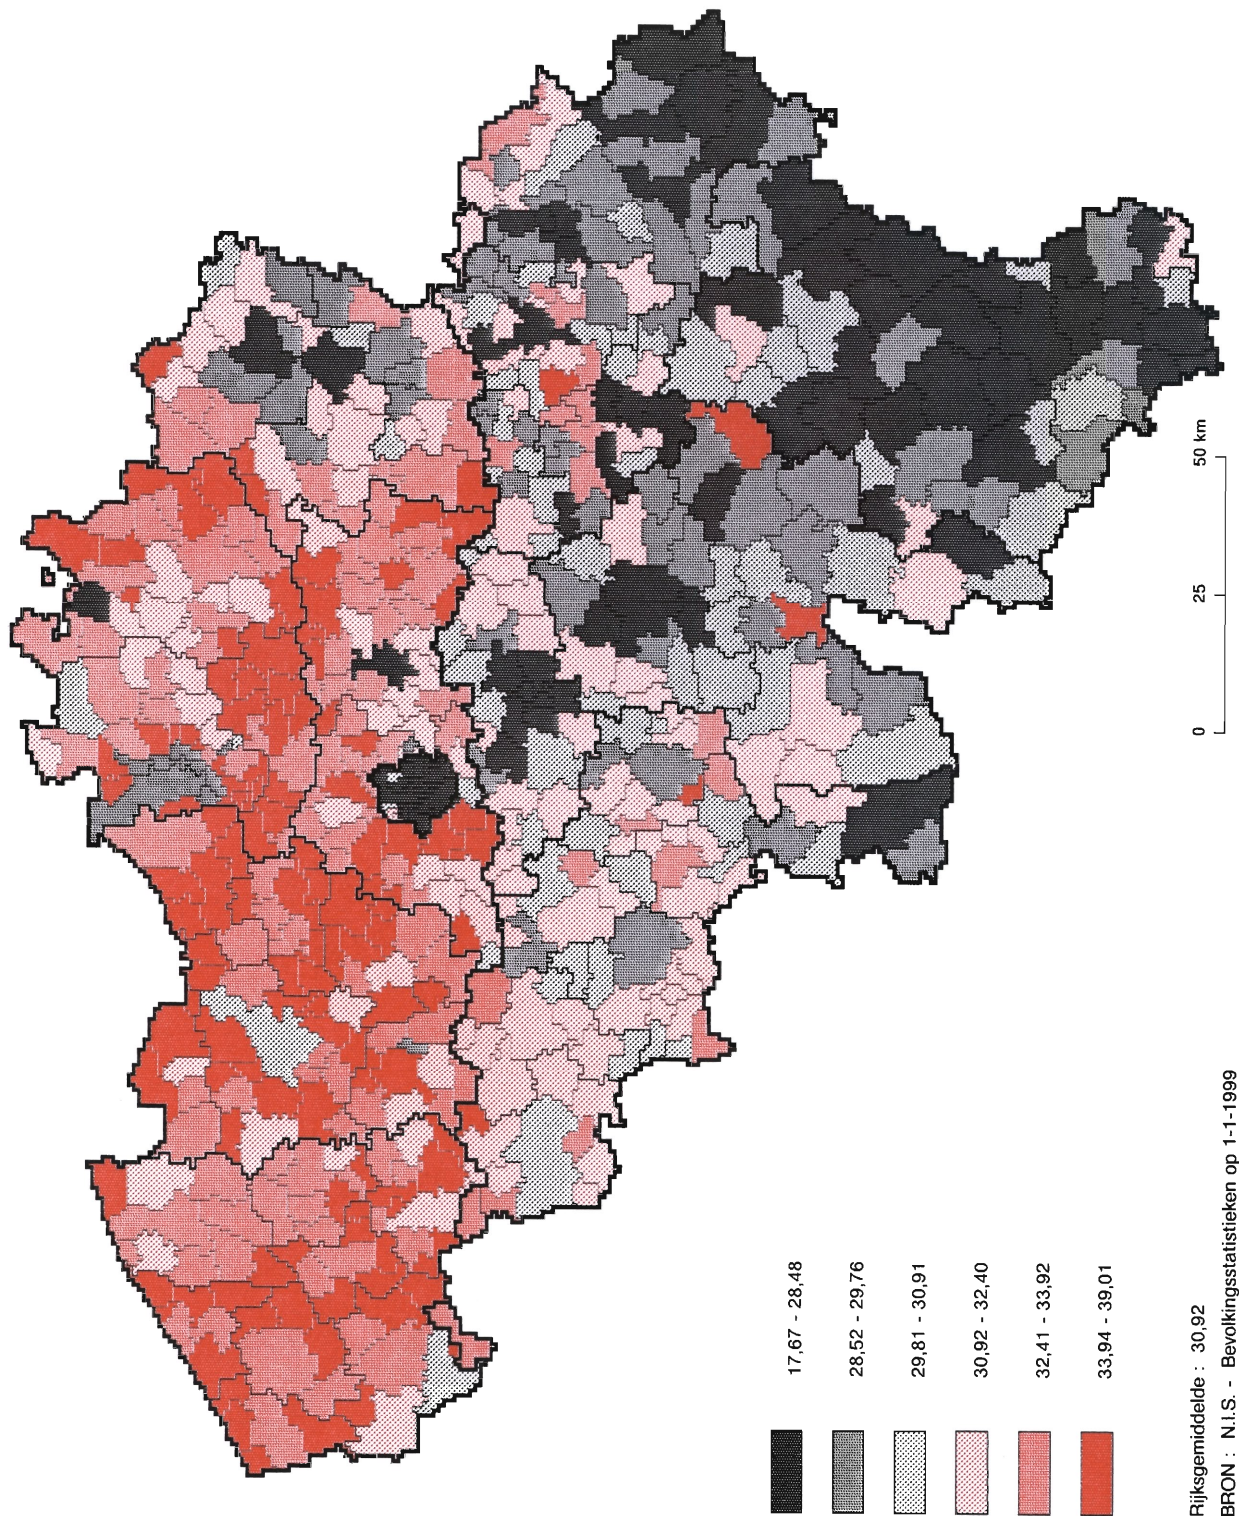 17,67 - 28,48
28,52 - 29,76
29,81 - 30,91
30,92 - 32,40
32,41 - 33,92
33,94 - 39,01
Rijksgemiddelde : 30,92
BRON : N.I.S. - Bevolkingsstatistieken op 1-1-1999
0 25 50 km